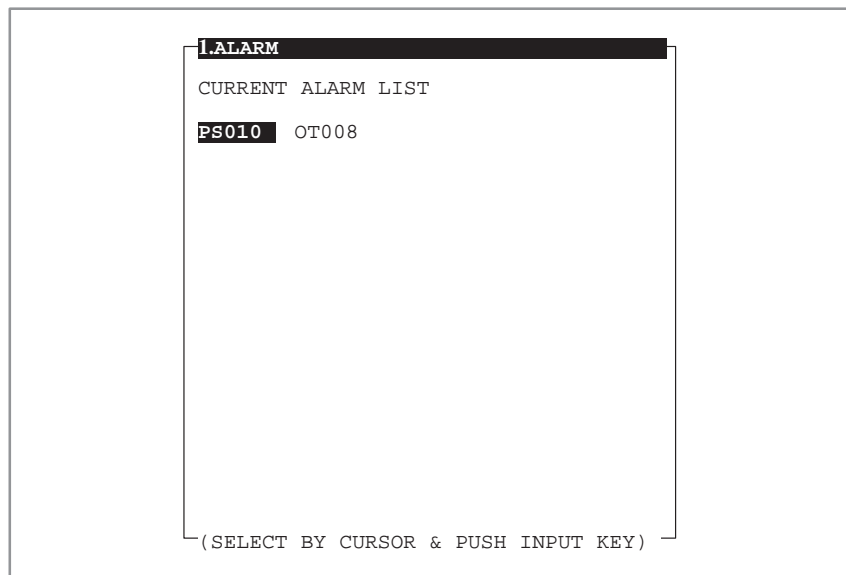 1.ALARM
CURRENT ALARM LIST
PS010 OT008
(SELECT BY CURSOR & PUSH INPUT KEY)